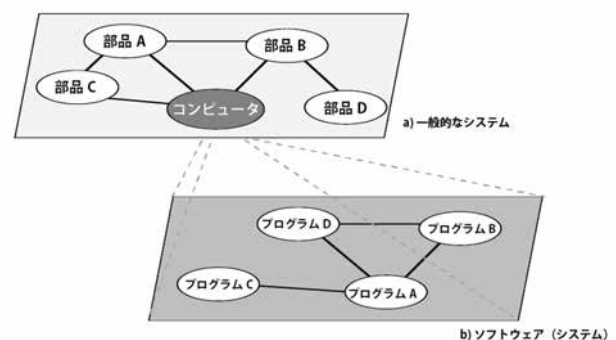 部品 A
部品 B
部品 C
コンピュータ
部品 D
a) 一般的なシステム
プログラム D
プログラム B
プログラム C
プログラム A
b) ソフトウェア（システム）